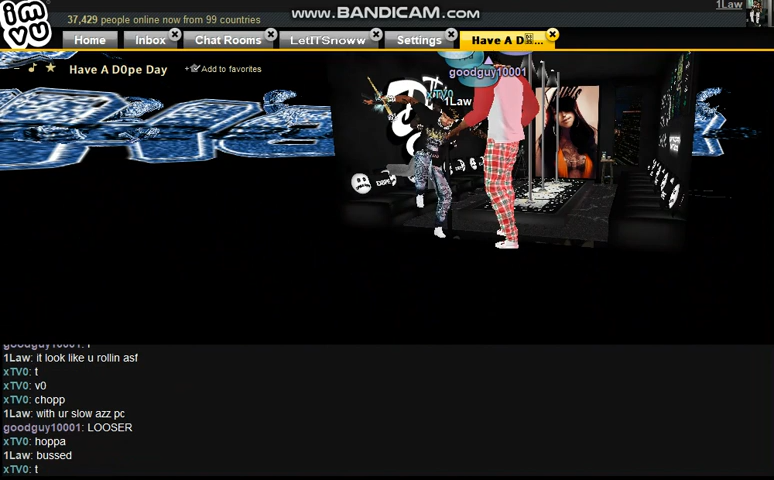 www.BANDICAM.com
1Law
imvu
37,429 people online now from 99 countries
Home
Inbox
Chat Rooms
LetITSnoww
Settings
Have A D
Have A D0pe Day
+ Add to favorites
goodguy10001
xTV0
1Law
DOPE
1Law: it look like u rollin asf
xTV0: t
xTV0: v0
xTV0: chopp
1Law: with ur slow azz pc
goodguy10001: LOOSER
xTV0: hoppa
1Law: bussed
xTV0: t